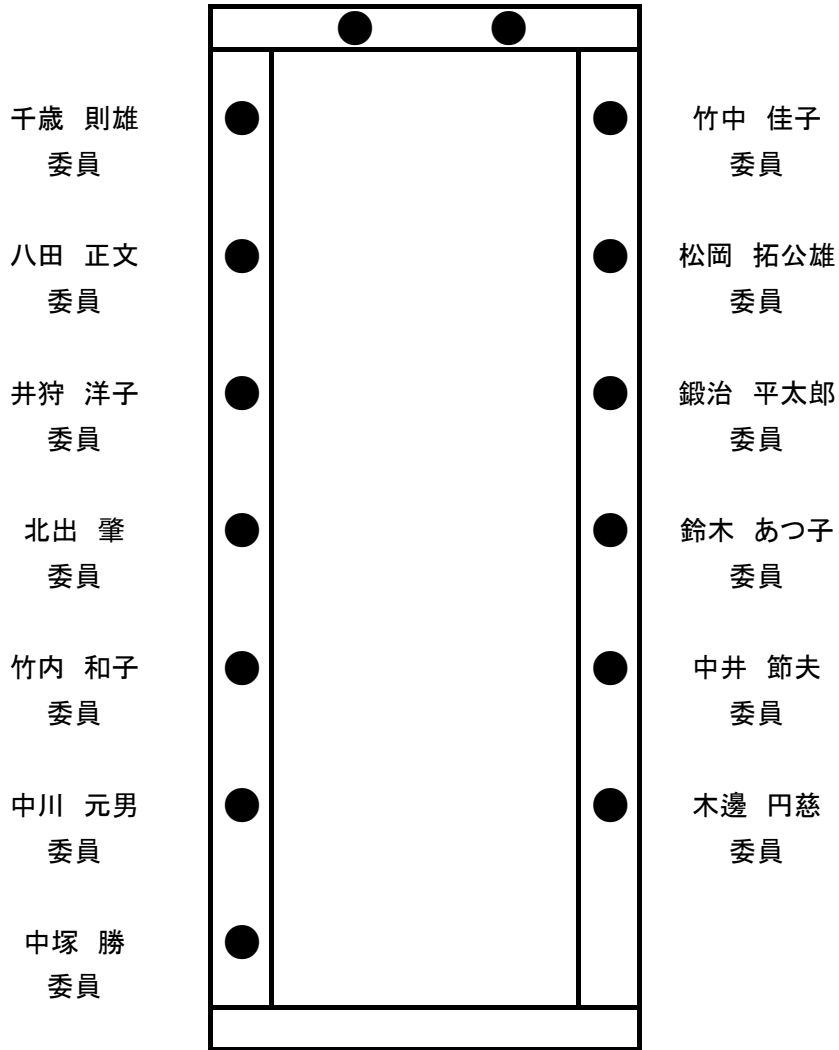 千歳 則雄
委員
八田 正文
委員
井狩 洋子
委員
北出 肇
委員
竹内 和子
委員
中川 元男
委員
中塚 勝
委員
竹中 佳子
委員
松岡 拓公雄
委員
鍛治 平太郎
委員
鈴木 あつ子
委員
中井 節夫
委員
木邊 円慈
委員